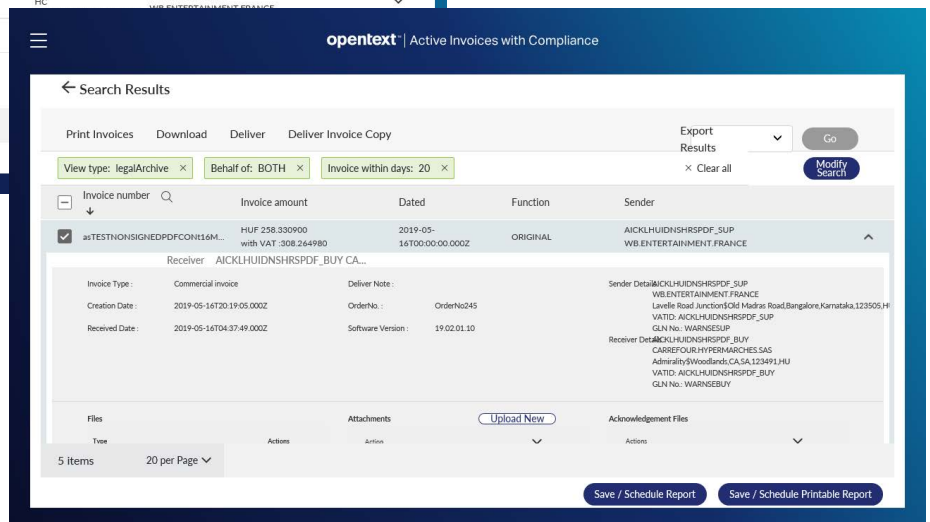 HC
WB.ENTERTAINMENT.FRANCE
opentext™ | Active Invoices with Compliance
Search Results
Print Invoices Download Deliver Deliver Invoice Copy Export Results Go
View type: legalArchive × Behalf of: BOTH × Invoice within days: 20 × × Clear all Modify Search
Invoice number Invoice amount Dated Function Sender
asTESTNONSIGNEDPDFCONt16M... HUF 258.330900 2019-05- ORIGINAL AICKLHUIDNSHRSPDF_SUP
with VAT :308.264980 16T00:00:00.000Z WB.ENTERTAINMENT.FRANCE
Receiver AICKLHUIDNSHRSPDF_BUY CA...
Invoice Type : Commercial invoice Deliver Note : Sender Details AICKLHUIDNSHRSPDF_SUP
WB.ENTERTAINMENT.FRANCE
Creation Date : 2019-05-16T20:19:05.000Z OrderNo. : OrderNo245 Lavelle Road Junction$Old Madras Road,Bangalore,Karnataka,123505,HU
VATID: AICKLHUIDNSHRSPDF_SUP
Received Date : 2019-05-16T04:37:49.000Z Software Version : 19.02.01.10 GLN No.: WARNSESUP
Receiver Details AICKLHUIDNSHRSPDF_BUY
CARREFOUR.HYPERMARCHES.SAS
Admirality$Woodlands,CA,SA,123491,HU
VATID: AICKLHUIDNSHRSPDF_BUY
GLN No.: WARNSEBUY
Files Attachments Upload New Acknowledgement Files
Type Actions Action Actions
5 items 20 per Page
Save / Schedule Report Save / Schedule Printable Report